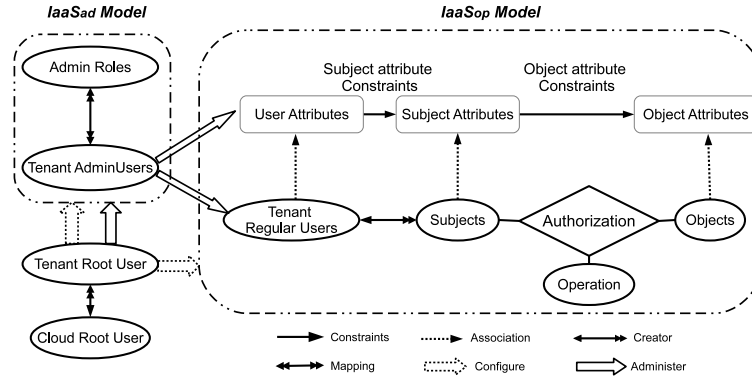 IaaSad Model
IaaSop Model
Admin Roles
Subject attribute
Constraints
Object attribute
Constraints
User Attributes
Subject Attributes
Object Attributes
Tenant AdminUsers
Tenant
Regular Users
Subjects
Authorization
Objects
Tenant Root User
Operation
Cloud Root User
Constraints
Association
Creator
Mapping
Configure
Administer